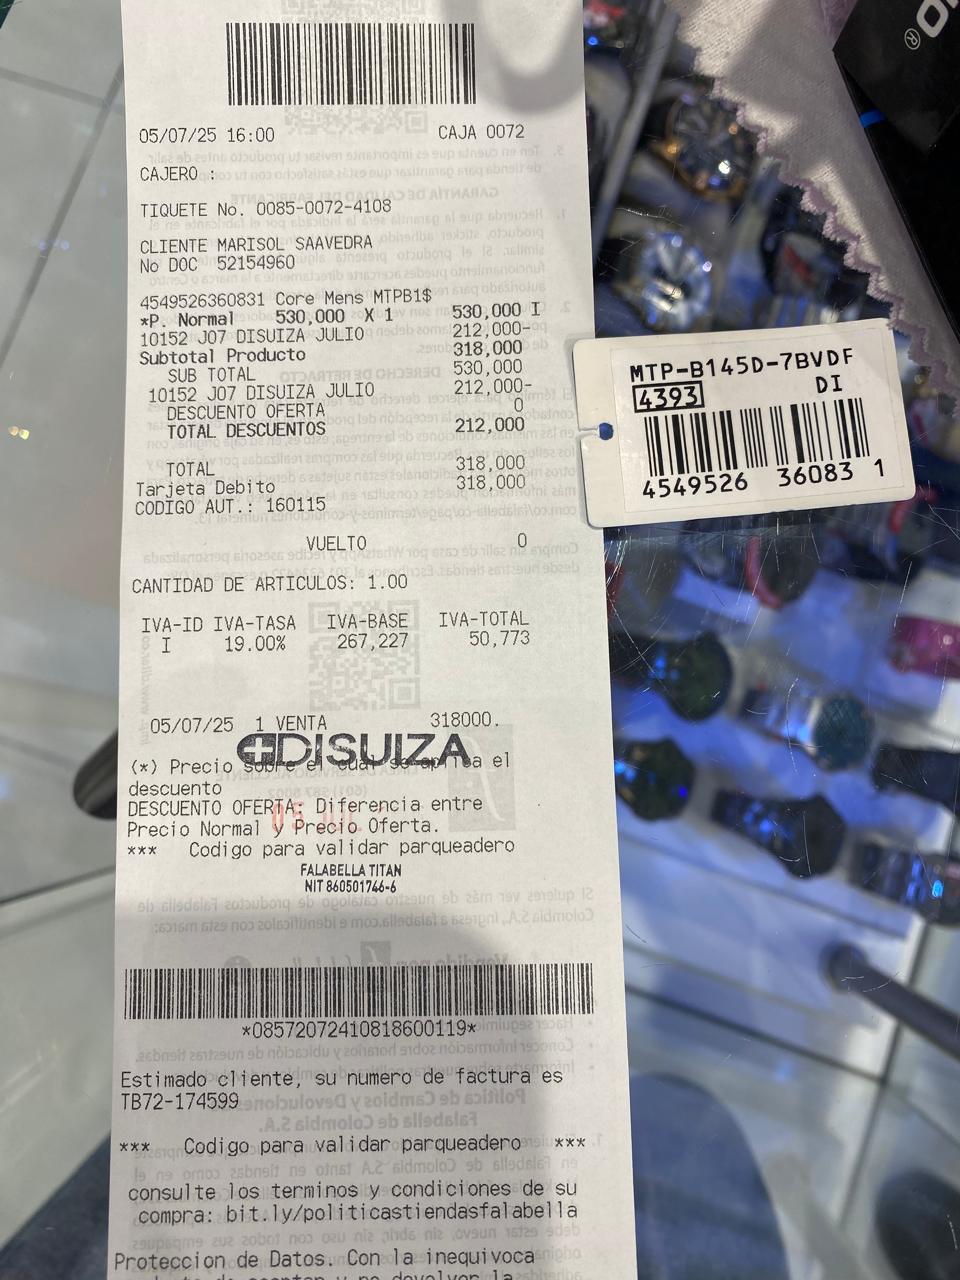 05/07/25 16:00 CAJA 0072
CAJERO :
TIQUETE No. 0085-0072-4108
CLIENTE MARISOL SAAVEDRA
No DOC 52154960
4549526360831 Core Mens MTPB1$
*P. Normal 530,000 X 1 530,000 I
10152 J07 DISUIZA JULIO 212,000-
Subtotal Producto 318,000
SUB TOTAL 530,000
10152 J07 DISUIZA JULIO 212,000-
DESCUENTO OFERTA 0
TOTAL DESCUENTOS 212,000
TOTAL 318,000
Tarjeta Debito 318,000
CODIGO AUT.: 160115
VUELTO 0
CANTIDAD DE ARTICULOS: 1.00
IVA-ID IVA-TASA IVA-BASE IVA-TOTAL
I 19.00% 267,227 50,773
05/07/25 1 VENTA 318000.
DISUIZA
(*) Precio sobre el cual se aplica el
descuento
DESCUENTO OFERTA: Diferencia entre
Precio Normal y Precio Oferta.
*** Codigo para validar parqueadero
FALABELLA TITAN
NIT 860501746-6
*08572072410818600119*
Estimado cliente, su numero de factura es
TB72-174599
*** Codigo para validar parqueadero ***
consulte los terminos y condiciones de su
compra: bit.ly/politicastiendasfalabella
Proteccion de Datos. Con la inequivoca
MTP-B145D-7BVDF
4393 DI
4549526 36083 1